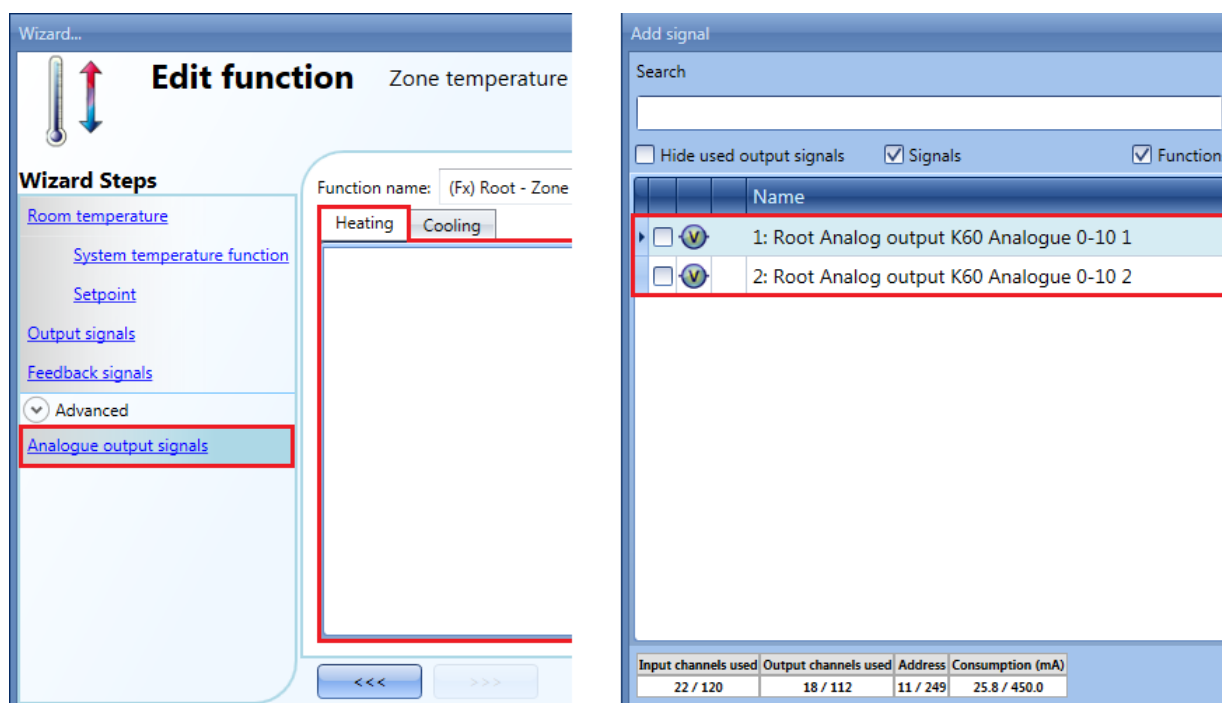 Wizard...
Edit function Zone temperature
Wizard Steps
Room temperature
System temperature function
Setpoint
Output signals
Feedback signals
Advanced
Analogue output signals
Function name: (Fx) Root - Zone
Heating Cooling
<<< >>>
Add signal
Search
Hide used output signals Signals Function
Name
1: Root Analog output K60 Analogue 0-10 1
2: Root Analog output K60 Analogue 0-10 2
Input channels used Output channels used Address Consumption (mA)
22 / 120 18 / 112 11 / 249 25.8 / 450.0